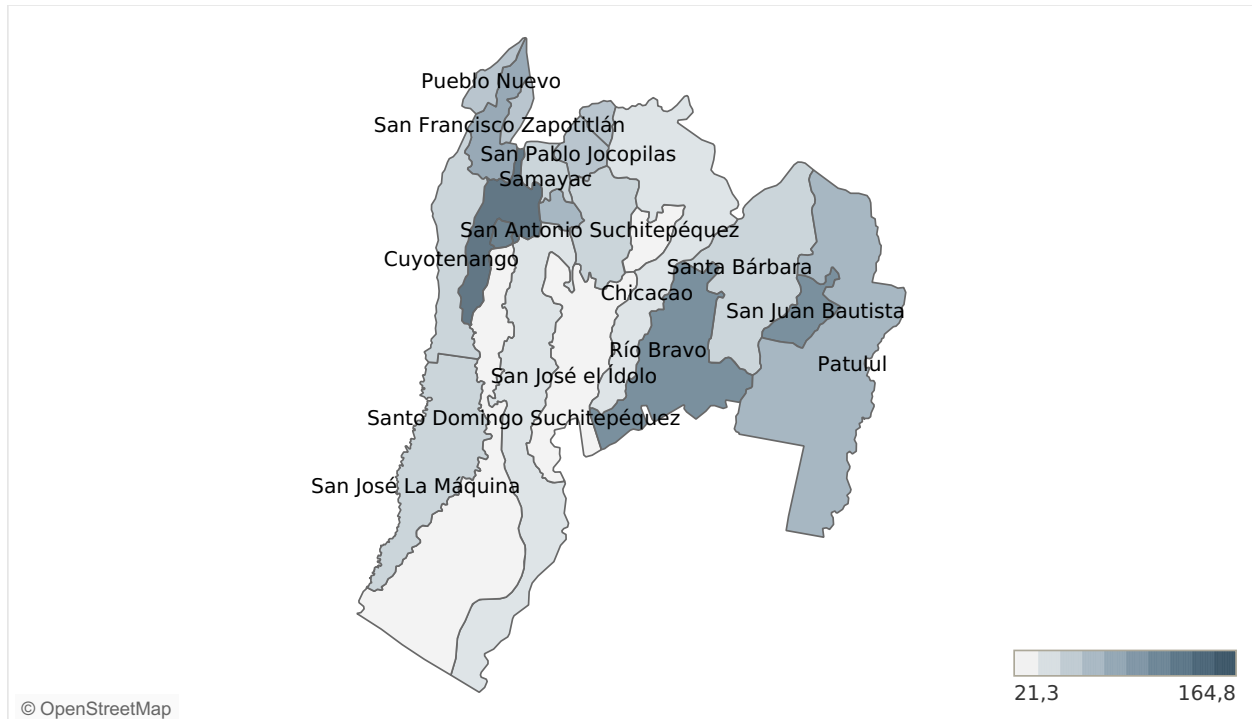 Pueblo Nuevo
San Francisco Zapotitlán
San Pablo Jocopilas
Samayac
San Antonio Suchitepéquez
Cuyotenango
Santa Bárbara
Chicacao
San Juan Bautista
Río Bravo
Patulul
San José el Idolo
Santo Domingo Suchitepéquez
San José La Máquina
21,3 164,8
© OpenStreetMap